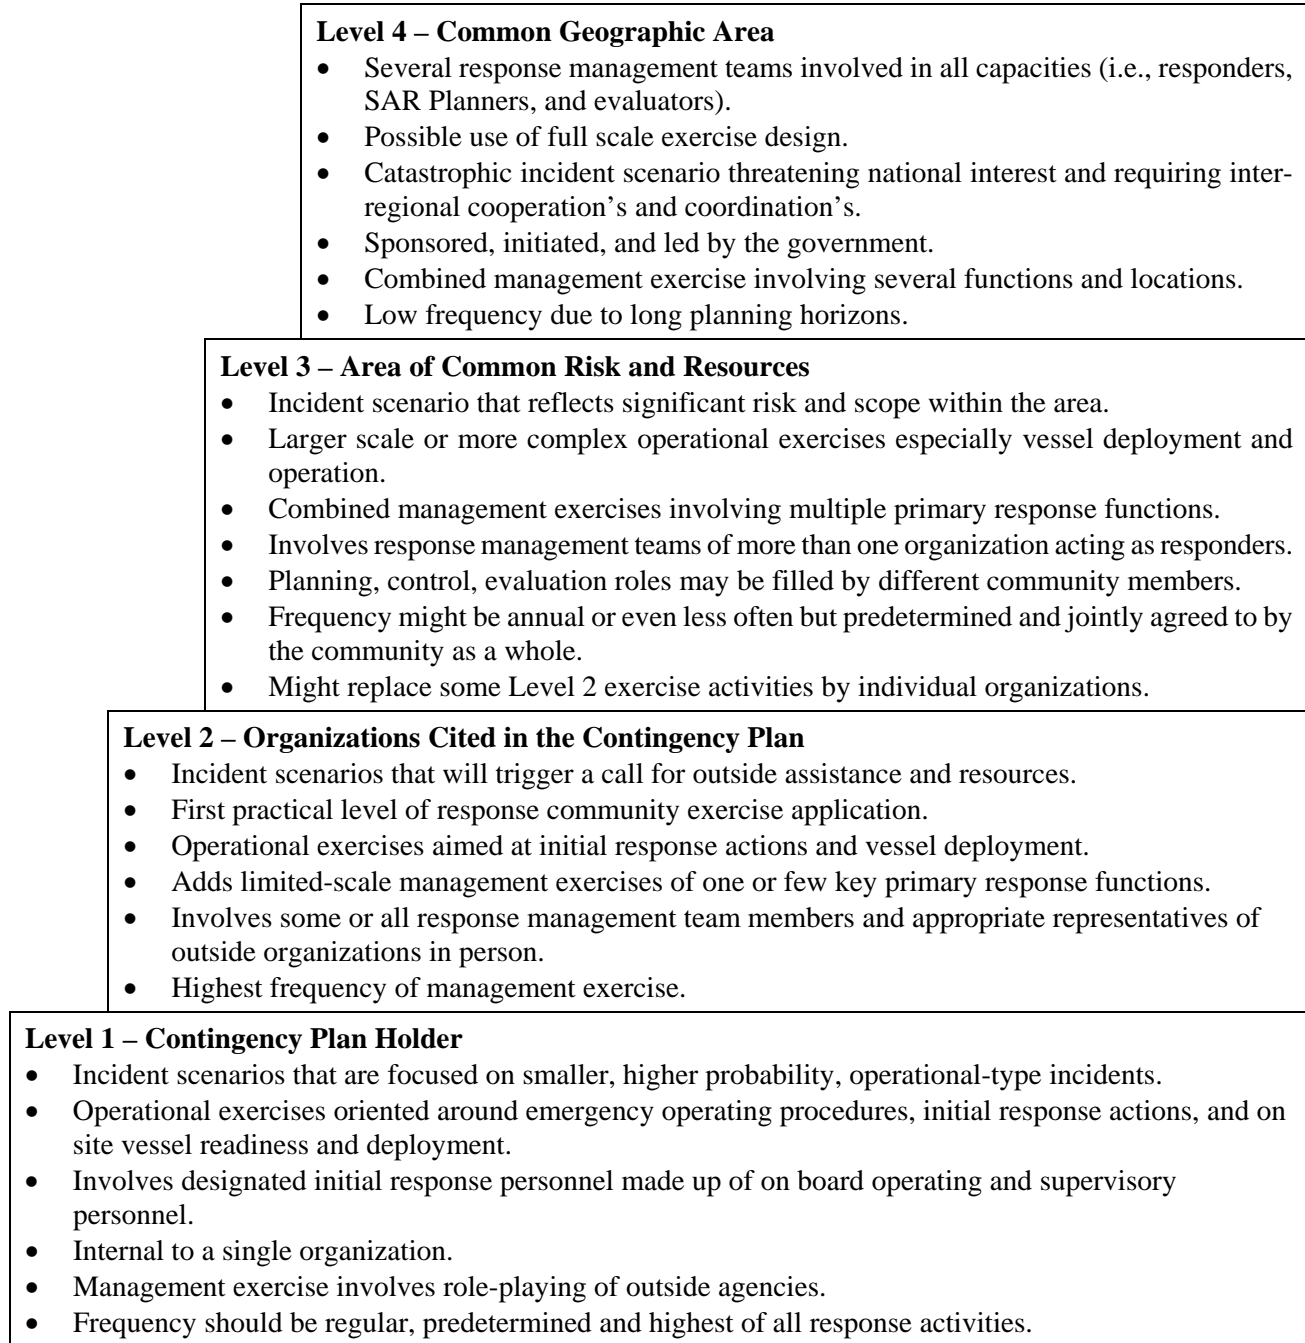 Level 4 – Common Geographic Area
• Several response management teams involved in all capacities (i.e., responders,
SAR Planners, and evaluators).
• Possible use of full scale exercise design.
• Catastrophic incident scenario threatening national interest and requiring inter-
regional cooperation’s and coordination’s.
• Sponsored, initiated, and led by the government.
• Combined management exercise involving several functions and locations.
• Low frequency due to long planning horizons.
Level 3 – Area of Common Risk and Resources
• Incident scenario that reflects significant risk and scope within the area.
• Larger scale or more complex operational exercises especially vessel deployment and
operation.
• Combined management exercises involving multiple primary response functions.
• Involves response management teams of more than one organization acting as responders.
• Planning, control, evaluation roles may be filled by different community members.
• Frequency might be annual or even less often but predetermined and jointly agreed to by
the community as a whole.
• Might replace some Level 2 exercise activities by individual organizations.
Level 2 – Organizations Cited in the Contingency Plan
• Incident scenarios that will trigger a call for outside assistance and resources.
• First practical level of response community exercise application.
• Operational exercises aimed at initial response actions and vessel deployment.
• Adds limited-scale management exercises of one or few key primary response functions.
• Involves some or all response management team members and appropriate representatives of
outside organizations in person.
• Highest frequency of management exercise.
Level 1 – Contingency Plan Holder
• Incident scenarios that are focused on smaller, higher probability, operational-type incidents.
• Operational exercises oriented around emergency operating procedures, initial response actions, and on
site vessel readiness and deployment.
• Involves designated initial response personnel made up of on board operating and supervisory
personnel.
• Internal to a single organization.
• Management exercise involves role-playing of outside agencies.
• Frequency should be regular, predetermined and highest of all response activities.